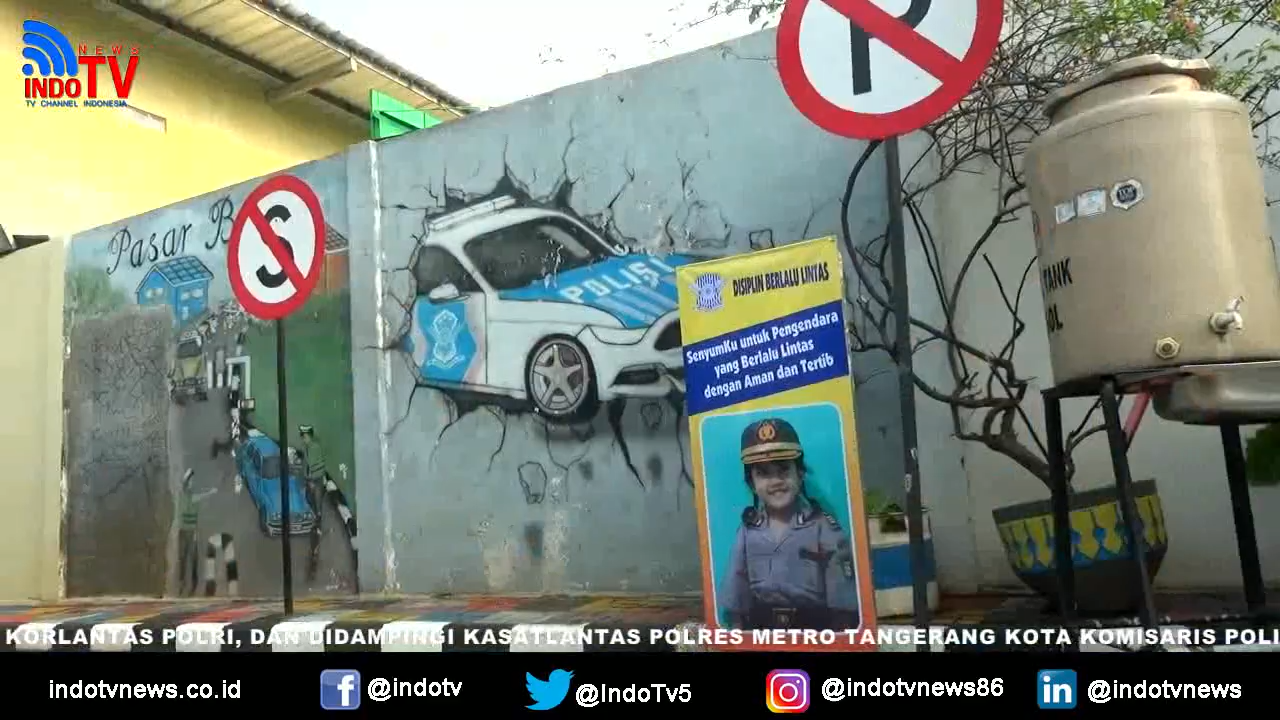 NEWS
INDO TV
TV CHANNEL INDONESIA
Pasar
S
P
POLISI
DISIPLIN BERLALU LINTAS
SenyumKu untuk Pengendara
yang Berlalu Lintas
dengan Aman dan Tertib
TANK
KORLANTAS POLRI, DAN DIDAMPINGI KASATLANTAS POLRES METRO TANGERANG KOTA KOMISARIS POLI
indotvnews.co.id
@indotv
@IndoTv5
@indotvnews86
@indotvnews